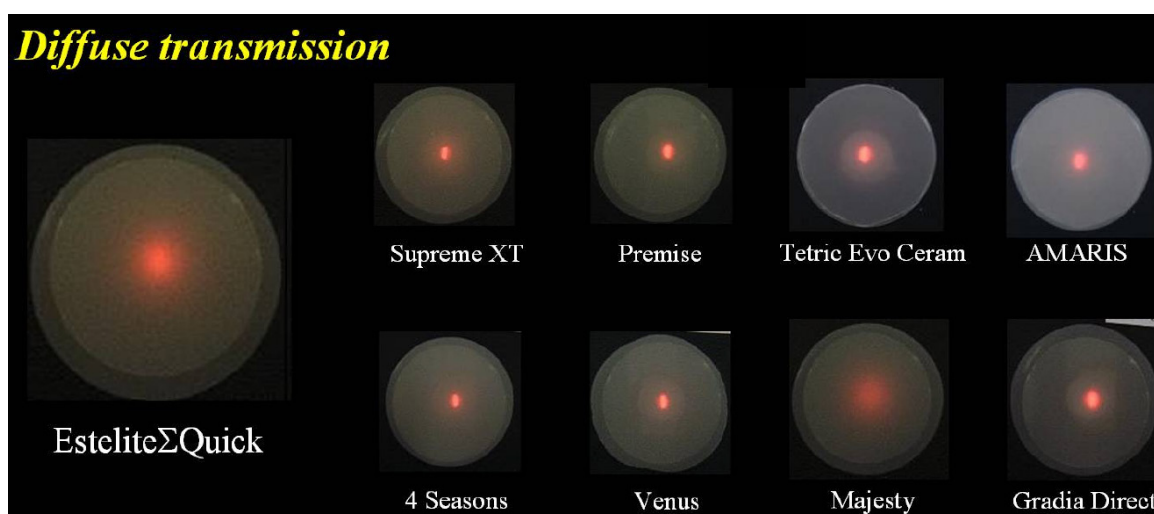 Diffuse transmission
Supreme XT
Premise
Tetric Evo Ceram
AMARIS
EsteliteΣQuick
4 Seasons
Venus
Majesty
Gradia Direct